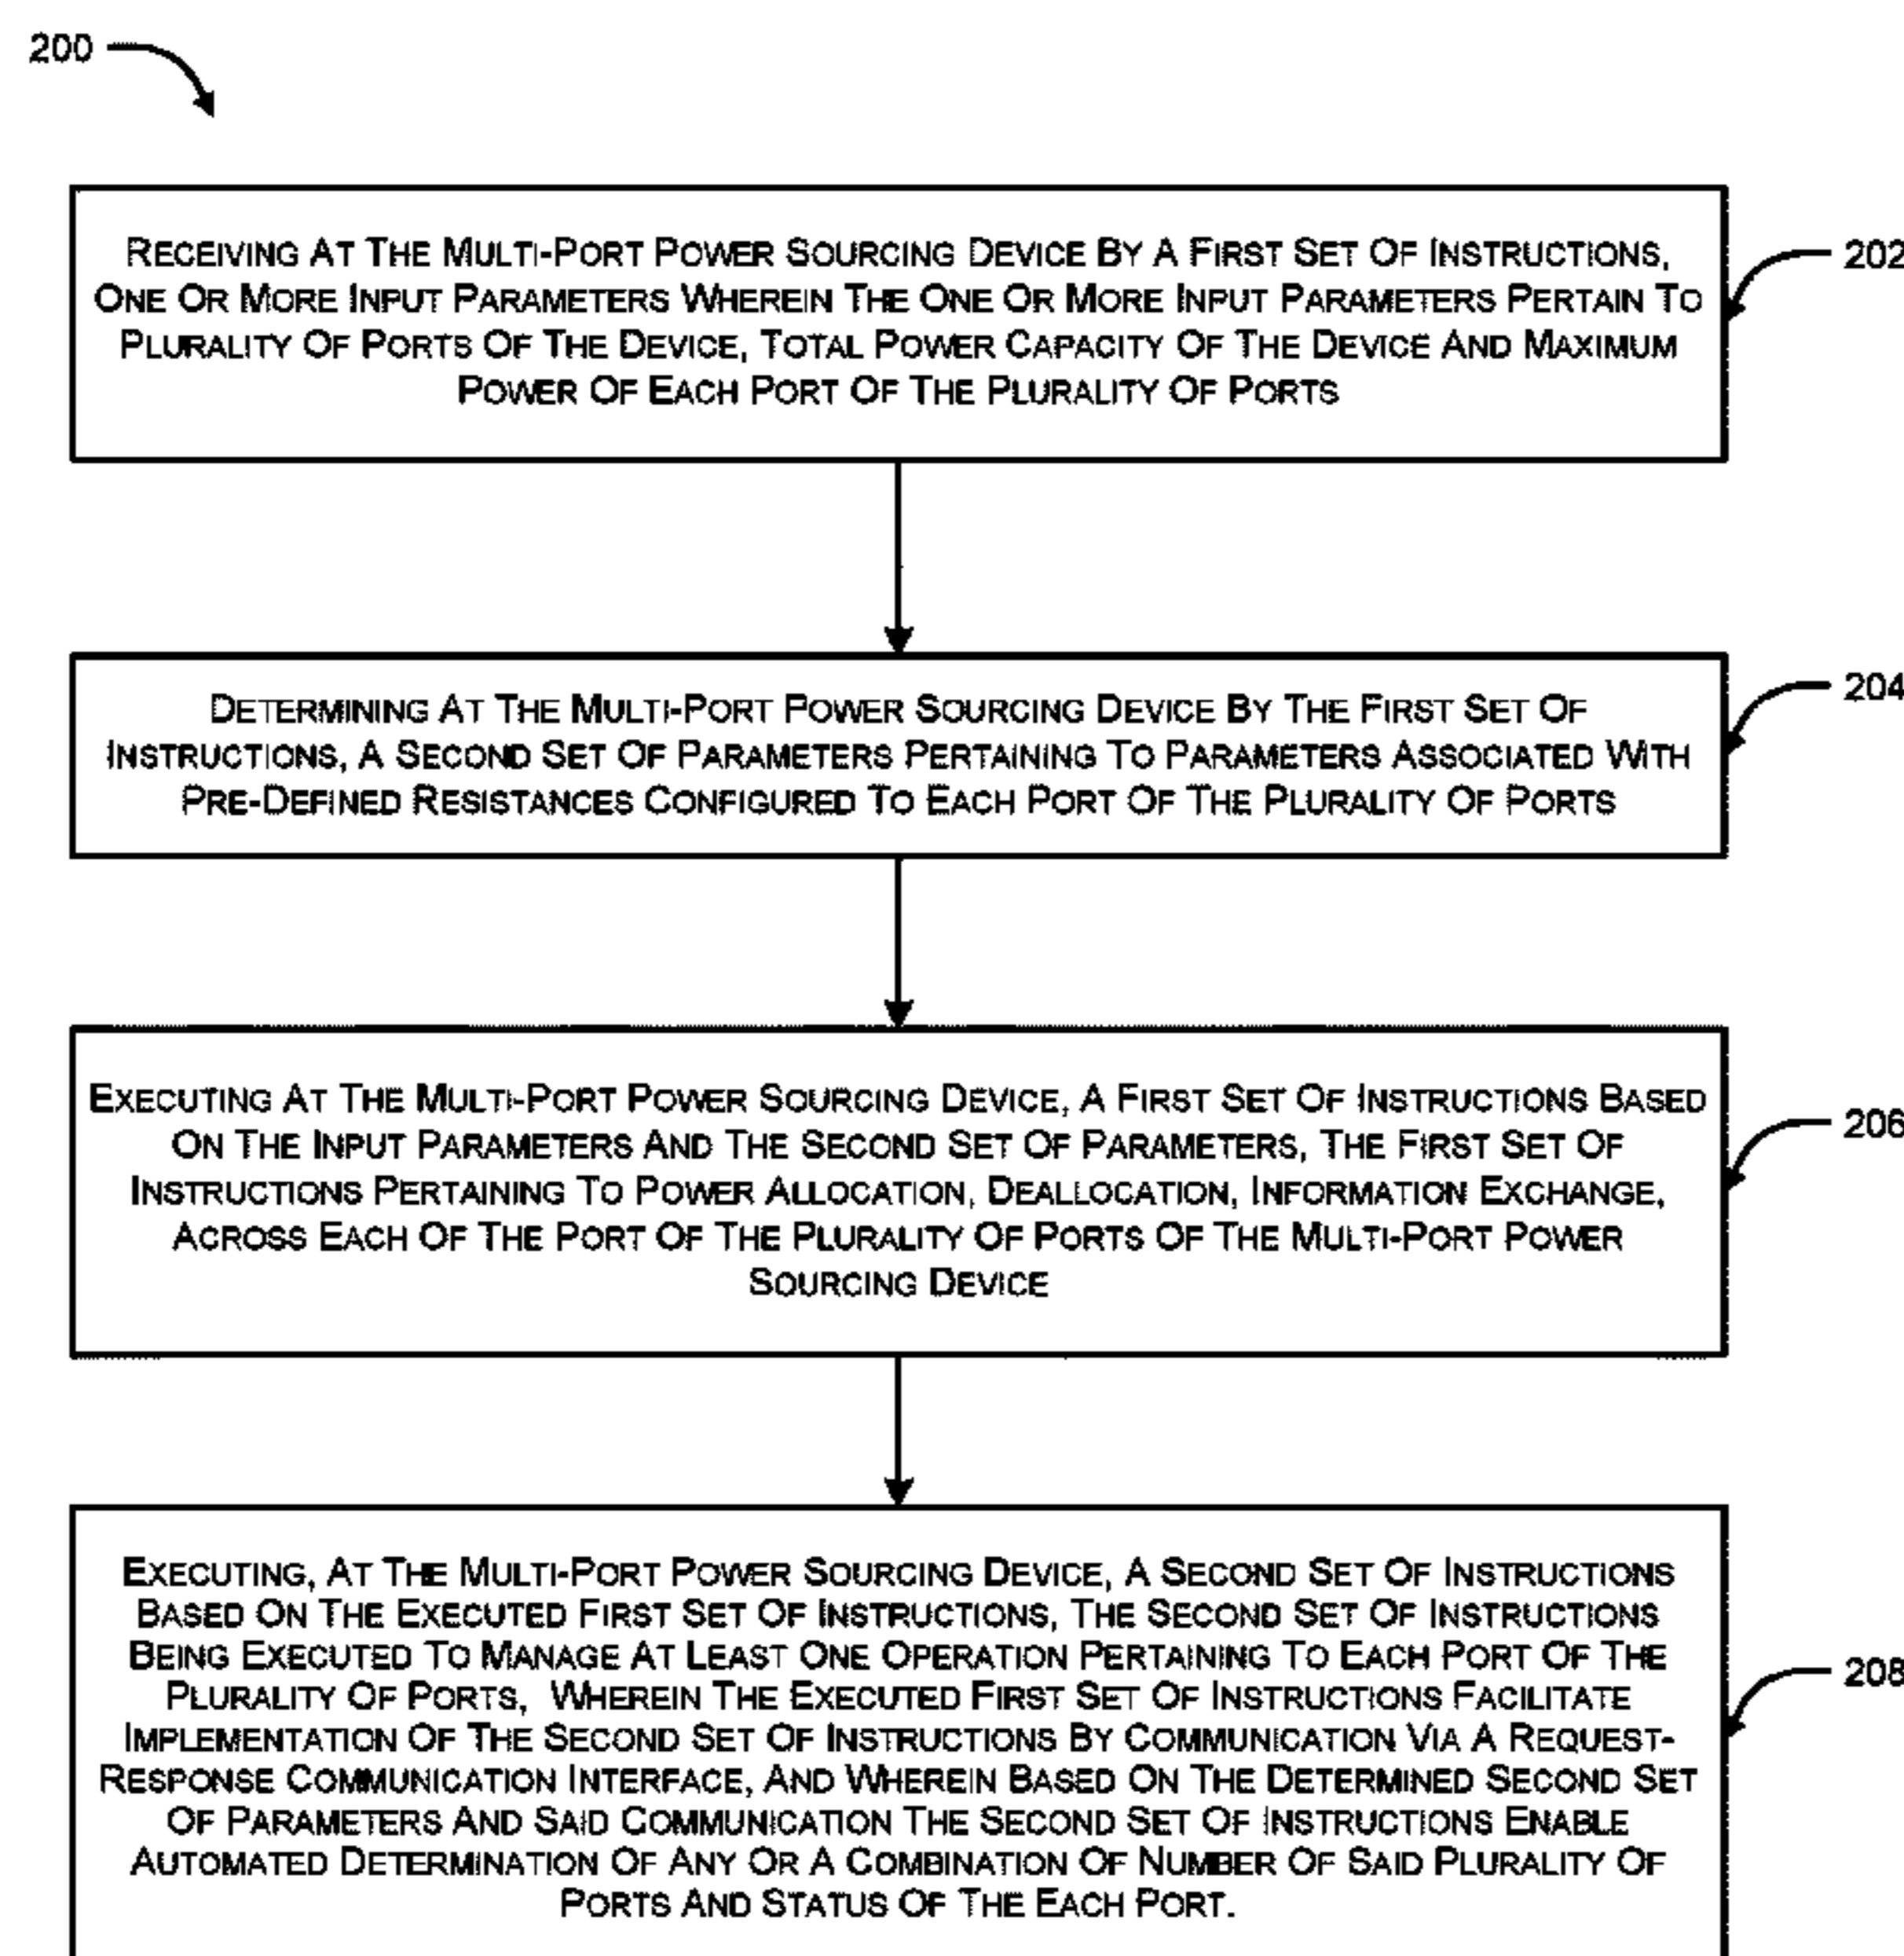 200
RECEIVING AT THE MULTI-PORT POWER SOURCING DEVICE BY A FIRST SET OF INSTRUCTIONS,
ONE OR MORE INPUT PARAMETERS WHEREIN THE ONE OR MORE INPUT PARAMETERS PERTAIN TO
PLURALITY OF PORTS OF THE DEVICE, TOTAL POWER CAPACITY OF THE DEVICE AND MAXIMUM
POWER OF EACH PORT OF THE PLURALITY OF PORTS
202
DETERMINING AT THE MULTI-PORT POWER SOURCING DEVICE BY THE FIRST SET OF
INSTRUCTIONS, A SECOND SET OF PARAMETERS PERTAINING TO PARAMETERS ASSOCIATED WITH
PRE-DEFINED RESISTANCES CONFIGURED TO EACH PORT OF THE PLURALITY OF PORTS
204
EXECUTING AT THE MULTI-PORT POWER SOURCING DEVICE, A FIRST SET OF INSTRUCTIONS BASED
ON THE INPUT PARAMETERS AND THE SECOND SET OF PARAMETERS, THE FIRST SET OF
INSTRUCTIONS PERTAINING TO POWER ALLOCATION, DEALLOCATION, INFORMATION EXCHANGE,
ACROSS EACH OF THE PORT OF THE PLURALITY OF PORTS OF THE MULTI-PORT POWER
SOURCING DEVICE
206
EXECUTING, AT THE MULTI-PORT POWER SOURCING DEVICE, A SECOND SET OF INSTRUCTIONS
BASED ON THE EXECUTED FIRST SET OF INSTRUCTIONS, THE SECOND SET OF INSTRUCTIONS
BEING EXECUTED TO MANAGE AT LEAST ONE OPERATION PERTAINING TO EACH PORT OF THE
PLURALITY OF PORTS, WHEREIN THE EXECUTED FIRST SET OF INSTRUCTIONS FACILITATE
IMPLEMENTATION OF THE SECOND SET OF INSTRUCTIONS BY COMMUNICATION VIA A REQUEST-
RESPONSE COMMUNICATION INTERFACE, AND WHEREIN BASED ON THE DETERMINED SECOND SET
OF PARAMETERS AND SAID COMMUNICATION THE SECOND SET OF INSTRUCTIONS ENABLE
AUTOMATED DETERMINATION OF ANY OR A COMBINATION OF NUMBER OF SAID PLURALITY OF
PORTS AND STATUS OF THE EACH PORT.
208